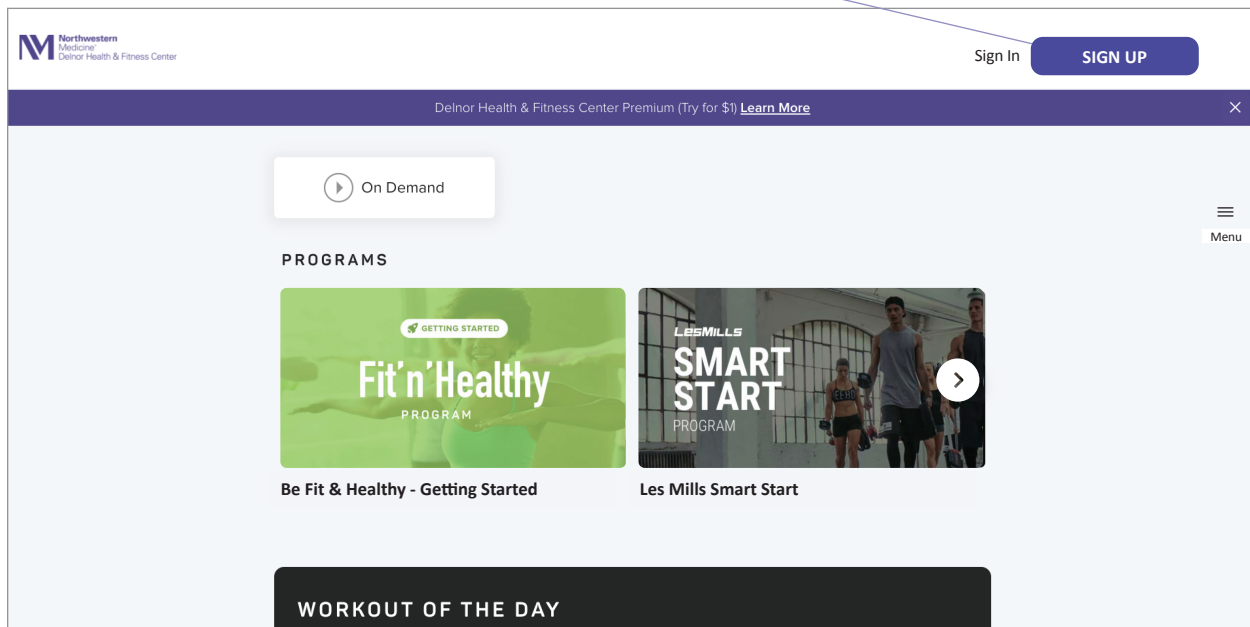 Northwestern
Medicine®
Delnor Health & Fitness Center
Sign In
SIGN UP
Delnor Health & Fitness Center Premium (Try for $1) Learn More
On Demand
Menu
PROGRAMS
GETTING STARTED
Fit'n'Healthy
PROGRAM
LesMills
SMART
START
PROGRAM
Be Fit & Healthy - Getting Started
Les Mills Smart Start
WORKOUT OF THE DAY